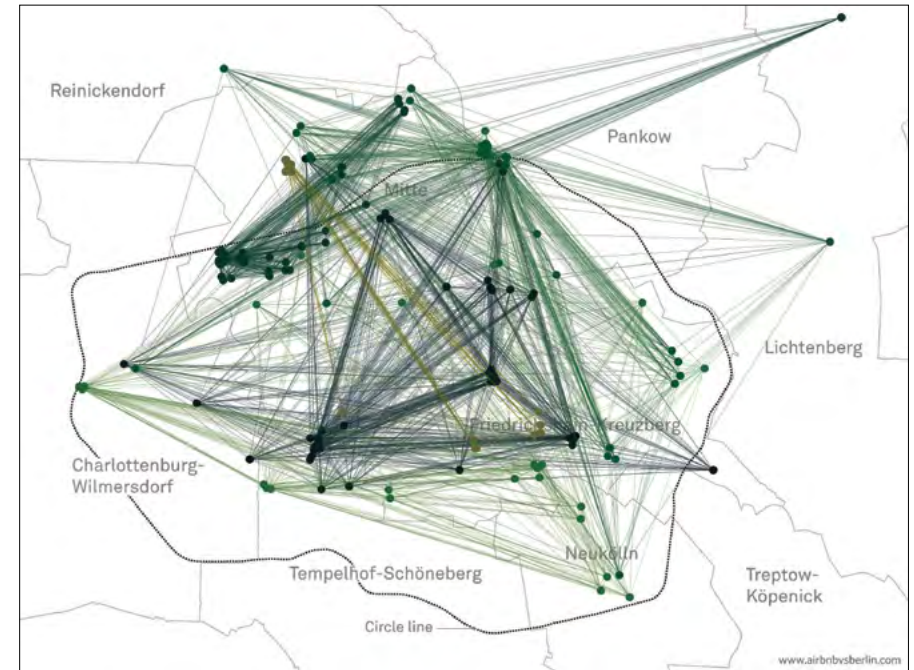 Reinickendorf
Pankow
Mitte
Lichtenberg
Friedrichshain-Kreuzberg
Charlottenburg-
Wilmersdorf
Neukölln
Tempelhof-Schöneberg
Treptow-
Köpenick
Circle line
www.airbnbvsberlin.com